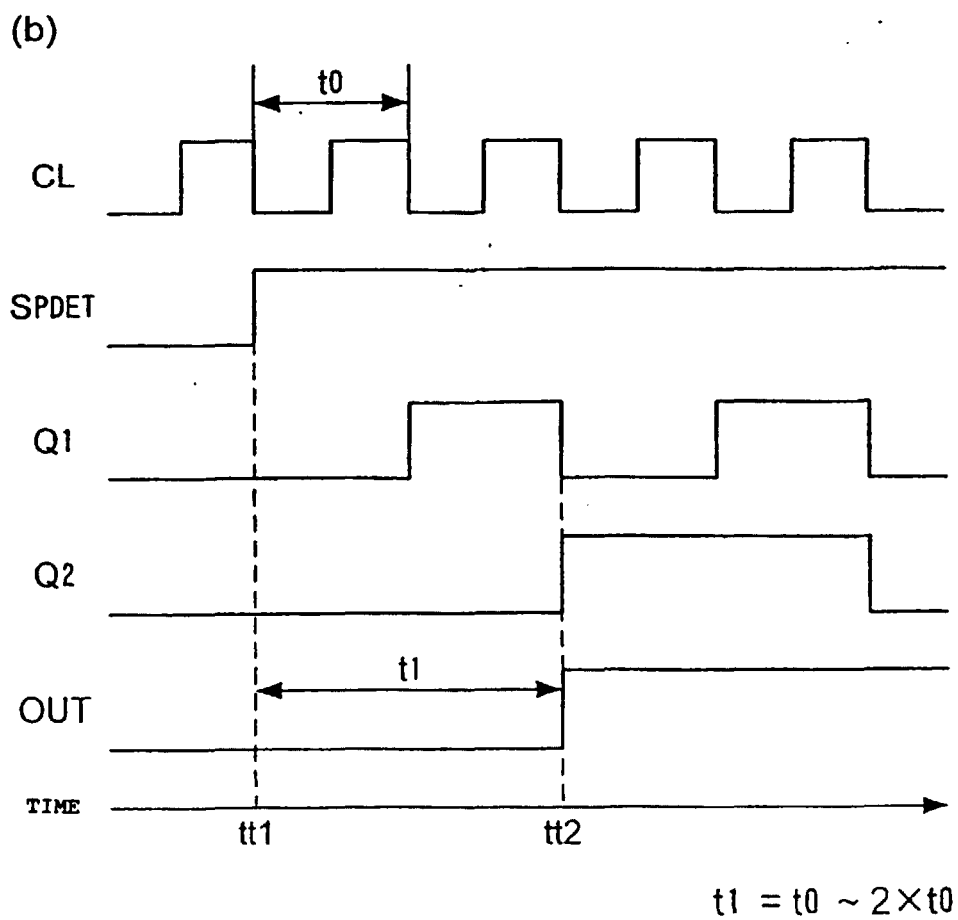 (b)
t0
CL
SPDET
Q1
Q2
t1
OUT
TIME
tt1 tt2
t1 = t0 ~ 2×t0